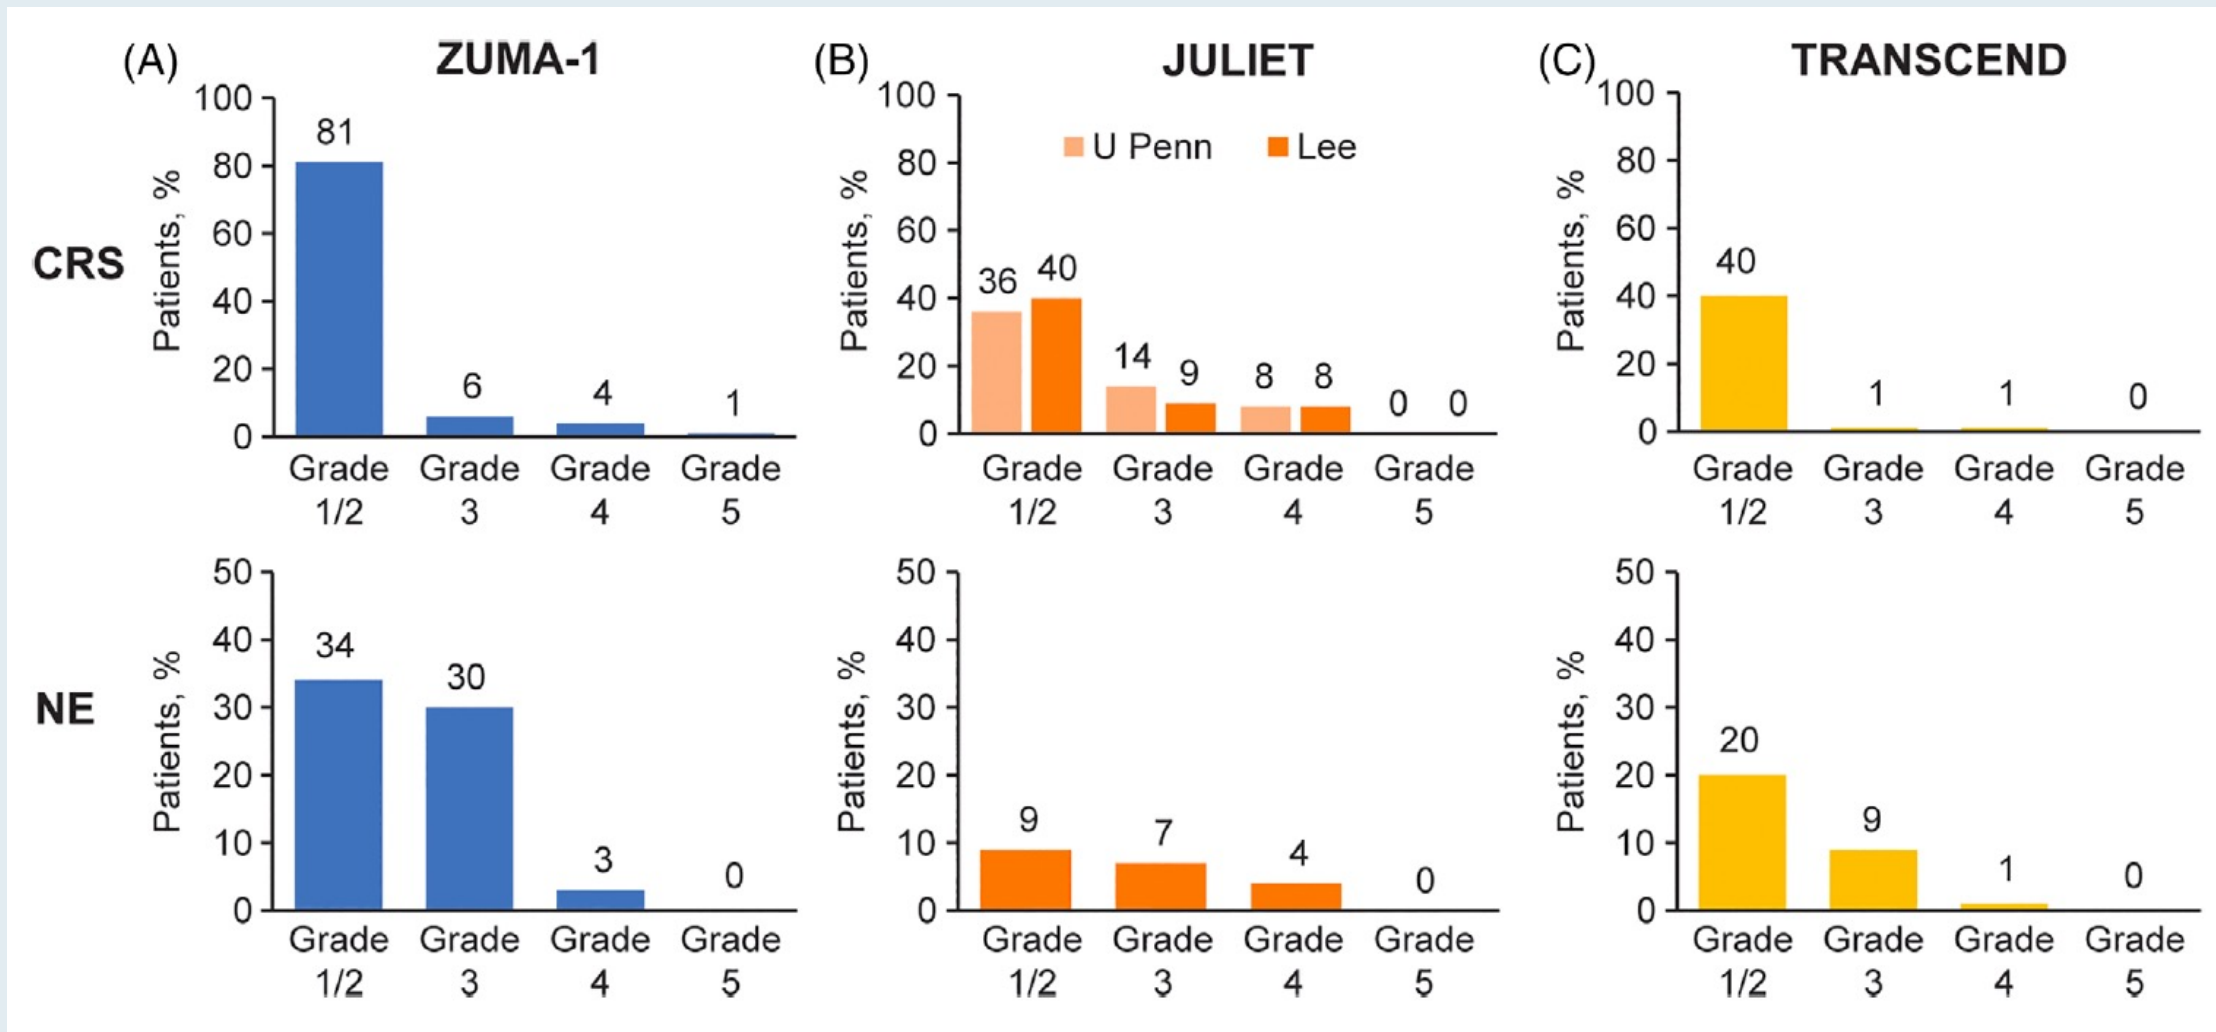 (A) ZUMA-1
CRS
Patients, %
100
80
60
40
20
0
81
6
4
1
Grade 1/2
Grade 3
Grade 4
Grade 5
(B) JULIET
U Penn
Lee
Patients, %
100
80
60
40
20
0
36
40
14
9
8
8
0
0
Grade 1/2
Grade 3
Grade 4
Grade 5
(C) TRANSCEND
Patients, %
100
80
60
40
20
0
40
1
1
0
Grade 1/2
Grade 3
Grade 4
Grade 5
NE
Patients, %
50
40
30
20
10
0
34
30
3
0
Grade 1/2
Grade 3
Grade 4
Grade 5
Patients, %
50
40
30
20
10
0
9
7
4
0
Grade 1/2
Grade 3
Grade 4
Grade 5
Patients, %
50
40
30
20
10
0
20
9
1
0
Grade 1/2
Grade 3
Grade 4
Grade 5